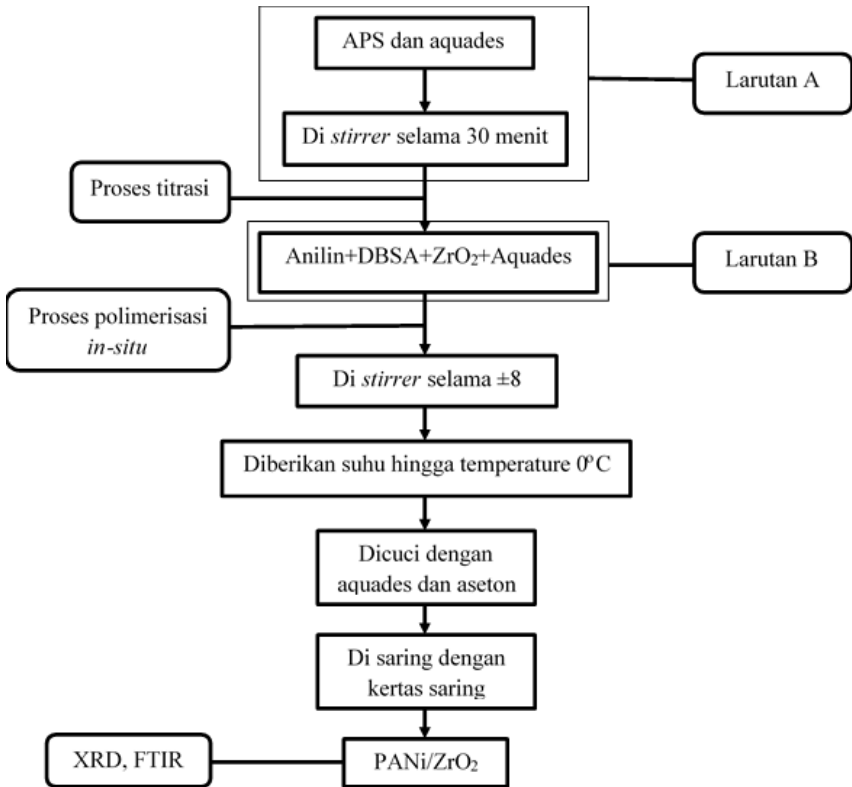 APS dan aquades
Larutan A
Di stirrer selama 30 menit
Proses titrasi
Anilin+DBSA+ZrO₂+Aquades
Larutan B
Proses polimerisasi
in-situ
Di stirrer selama ±8
Diberikan suhu hingga temperature 0°C
Dicuci dengan
aquades dan aseton
Di saring dengan
kertas saring
XRD, FTIR
PANi/ZrO₂